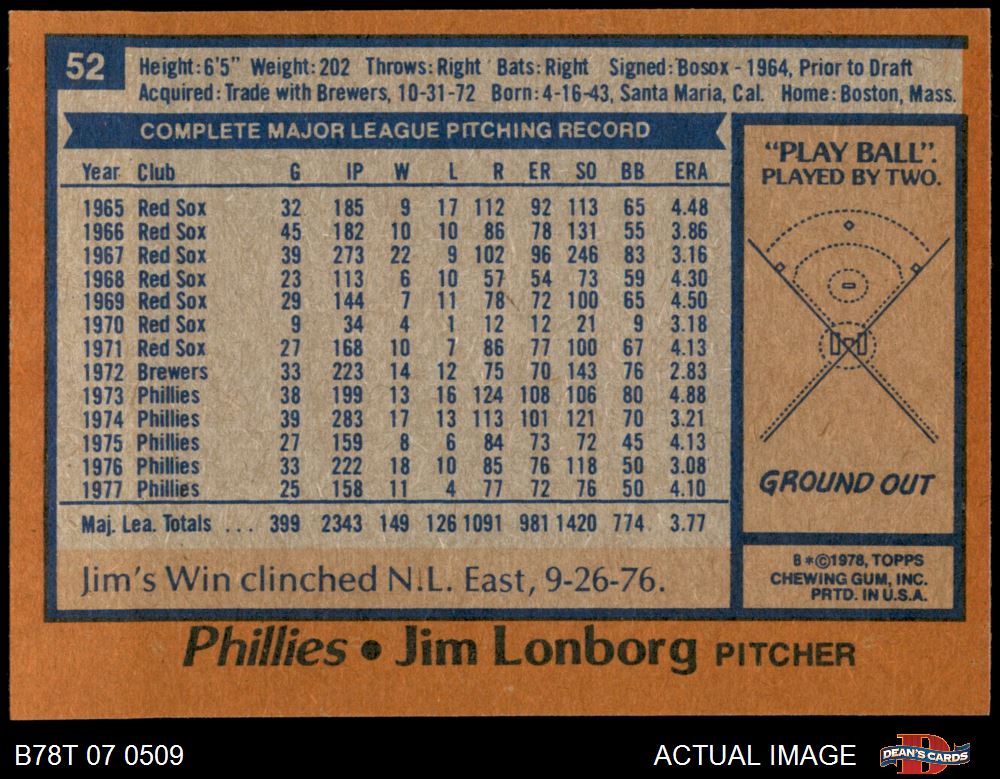 52
Height: 6'5" Weight: 202 Throws: Right Bats: Right Signed: Bosox - 1964, Prior to Draft
Acquired: Trade with Brewers, 10-31-72 Born: 4-16-43, Santa Maria, Cal. Home: Boston, Mass.
COMPLETE MAJOR LEAGUE PITCHING RECORD
Year Club G IP W L R ER SO BB ERA
1965 Red Sox 32 185 9 17 112 92 113 65 4.48
1966 Red Sox 45 182 10 10 86 78 131 55 3.86
1967 Red Sox 39 273 22 9 102 96 246 83 3.16
1968 Red Sox 23 113 6 10 57 54 73 59 4.30
1969 Red Sox 29 144 7 11 78 72 100 65 4.50
1970 Red Sox 9 34 4 1 12 12 21 9 3.18
1971 Red Sox 27 168 10 7 86 77 100 67 4.13
1972 Brewers 33 223 14 12 75 70 143 76 2.83
1973 Phillies 38 199 13 16 124 108 106 80 4.88
1974 Phillies 39 283 17 13 113 101 121 70 3.21
1975 Phillies 27 159 8 6 84 73 72 45 4.13
1976 Phillies 33 222 18 10 85 76 118 50 3.08
1977 Phillies 25 158 11 4 77 72 76 50 4.10
Maj. Lea. Totals ... 399 2343 149 126 1091 981 1420 774 3.77
Jim's Win clinched N.L. East, 9-26-76.
"PLAY BALL".
PLAYED BY TWO.
GROUND OUT
B*©1978, TOPPS
CHEWING GUM, INC.
PRTD. IN U.S.A.
Phillies • Jim Lonborg PITCHER
B78T 07 0509
ACTUAL IMAGE
DEAN'S CARDS